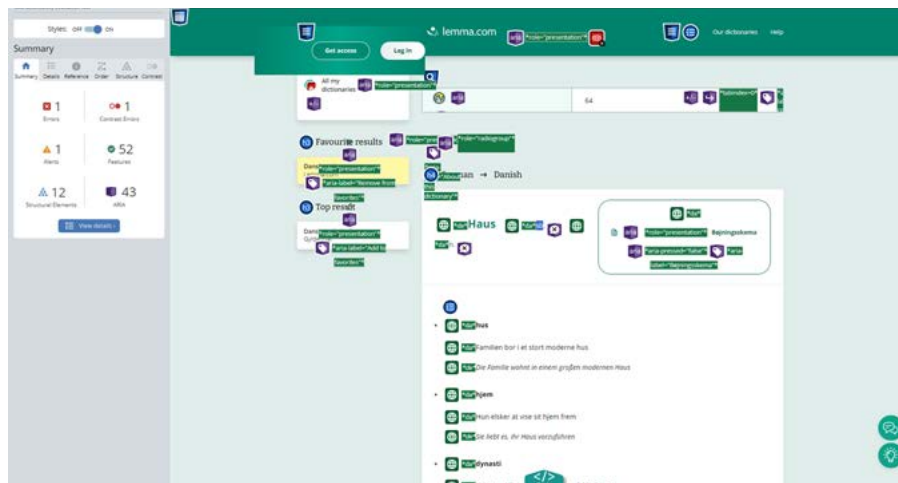 Styles: OFF ON
Summary
Summary Details Reference Order Structure Contrast
1
Errors
1
Contrast Errors
1
Alerts
52
Features
12
Structural Elements
43
ARIA
View details ›
Get access
Log in
lemma.com
*role="presentation"*
Our dictionaries
Help
All my
dictionaries
*role="presentation"*
64
*tabindex=0*
Favourite results
*role="radiogroup"*
*role="presentation"*
*aria-label="Remove from
favorites"*
Top result
*role="presentation"*
*aria-label="Add to
favorites"*
→ Danish
dictionary"*
Haus
*role="presentation"* Bøjningsskema
*aria-pressed="false"* *aria-
label="Bøjningsskema"*
hus
Familien bor i et stort moderne hus
Die Familie wohnt in einem großen modernen Haus
hjem
Hun elsker at vise sit hjem frem
Sie liebt es, ihr Haus vorzuführen
dynasti
</>